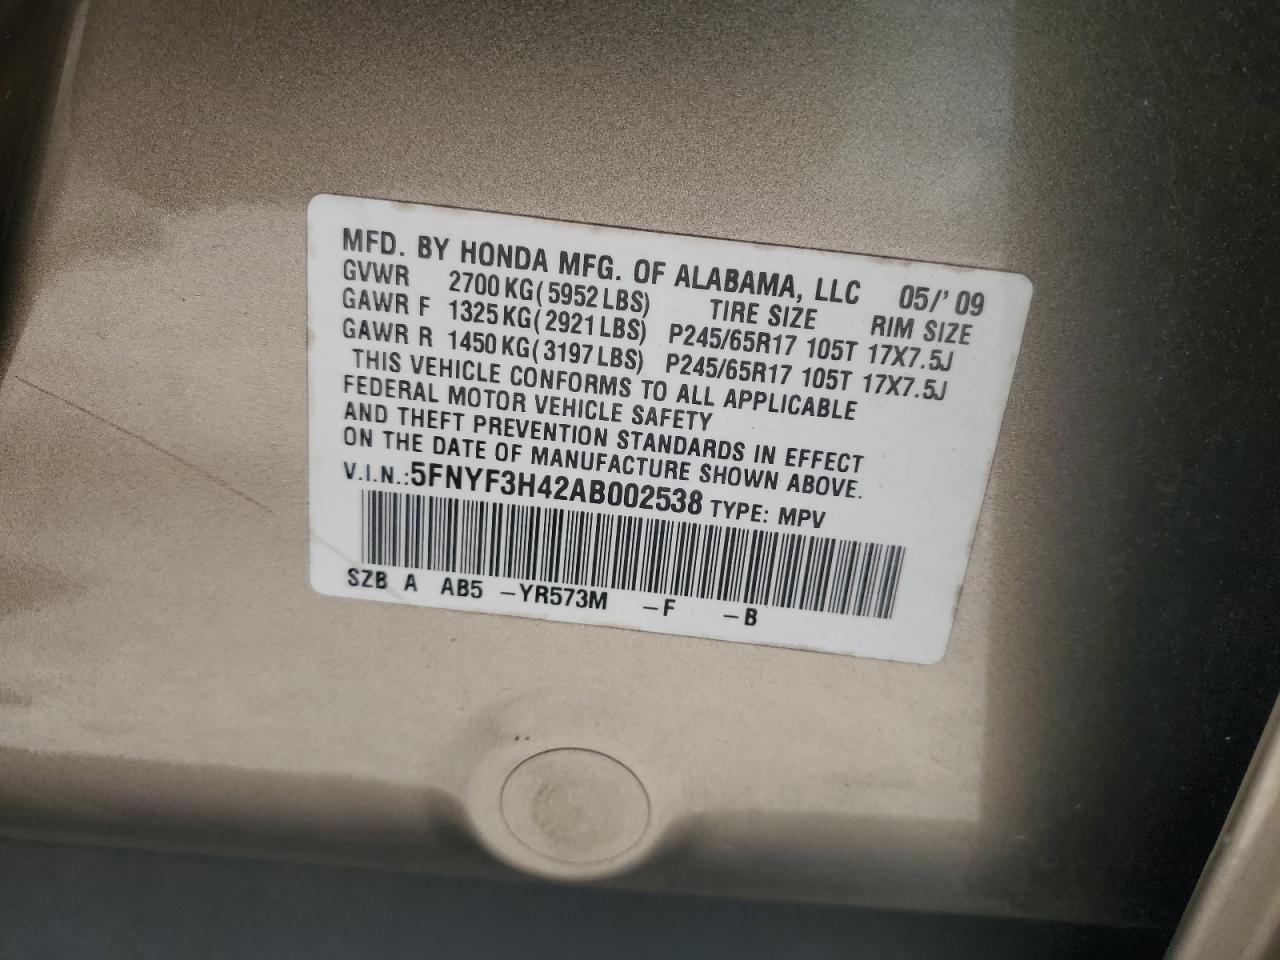 MFD. BY HONDA MFG. OF ALABAMA, LLC 05/'09
GVWR 2700 KG(5952 LBS) TIRE SIZE RIM SIZE
GAWR F 1325 KG(2921 LBS) P245/65R17 105T 17X7.5J
GAWR R 1450 KG(3197 LBS) P245/65R17 105T 17X7.5J
THIS VEHICLE CONFORMS TO ALL APPLICABLE
FEDERAL MOTOR VEHICLE SAFETY
AND THEFT PREVENTION STANDARDS IN EFFECT
ON THE DATE OF MANUFACTURE SHOWN ABOVE.
V.I.N.:5FNYF3H42AB002538 TYPE: MPV
SZB A AB5 -YR573M -F -B